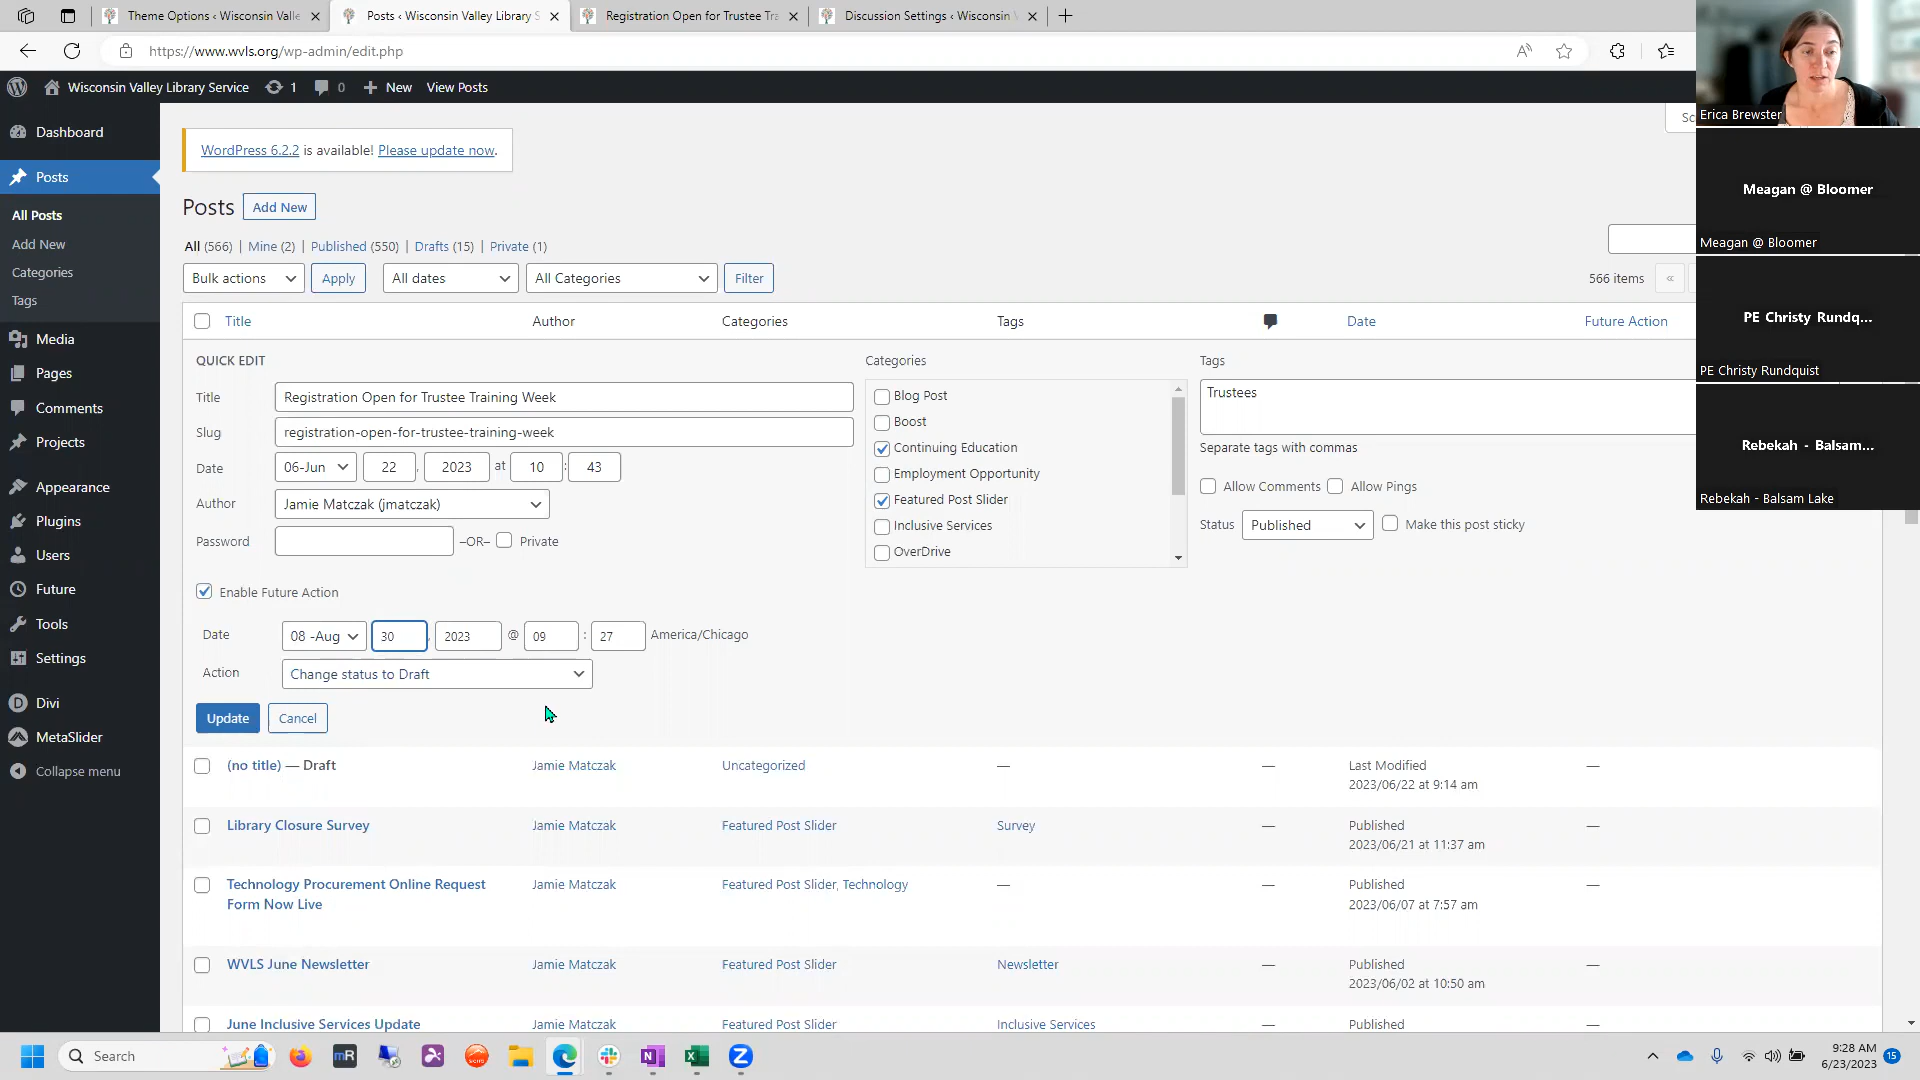 Theme Options ‹ Wisconsin Valle
Posts ‹ Wisconsin Valley Library S
Registration Open for Trustee Tra
Discussion Settings ‹ Wisconsin V
https://www.wvls.org/wp-admin/edit.php
Wisconsin Valley Library Service
1
0
New
View Posts
Dashboard
Posts
All Posts
Add New
Categories
Tags
Media
Pages
Comments
Projects
Appearance
Plugins
Users
Future
Tools
Settings
Divi
MetaSlider
Collapse menu
Sc
WordPress 6.2.2 is available! Please update now.
Posts
Add New
All (566) | Mine (2) | Published (550) | Drafts (15) | Private (1)
Bulk actions
Apply
All dates
All Categories
Filter
566 items
«
Title
Author
Categories
Tags
Date
Future Action
QUICK EDIT
Title
Registration Open for Trustee Training Week
Slug
registration-open-for-trustee-training-week
Date
06-Jun
22
,
2023
at
10
:
43
Author
Jamie Matczak (jmatczak)
Password
–OR–
Private
Categories
Blog Post
Boost
Continuing Education
Employment Opportunity
Featured Post Slider
Inclusive Services
OverDrive
Tags
Trustees
Separate tags with commas
Allow Comments
Allow Pings
Status
Published
Make this post sticky
Enable Future Action
Date
08 -Aug
30
,
2023
@
09
:
27
America/Chicago
Action
Change status to Draft
Update
Cancel
(no title) — Draft
Jamie Matczak
Uncategorized
—
—
Last Modified
2023/06/22 at 9:14 am
—
Library Closure Survey
Jamie Matczak
Featured Post Slider
Survey
—
Published
2023/06/21 at 11:37 am
—
Technology Procurement Online Request
Form Now Live
Jamie Matczak
Featured Post Slider, Technology
—
—
Published
2023/06/07 at 7:57 am
—
WVLS June Newsletter
Jamie Matczak
Featured Post Slider
Newsletter
—
Published
2023/06/02 at 10:50 am
—
June Inclusive Services Update
Jamie Matczak
Featured Post Slider
Inclusive Services
—
Published
—
Erica Brewster
Meagan @ Bloomer
Meagan @ Bloomer
PE Christy Rundq...
PE Christy Rundquist
Rebekah - Balsam...
Rebekah - Balsam Lake
Search
mR
9:28 AM
6/23/2023
15